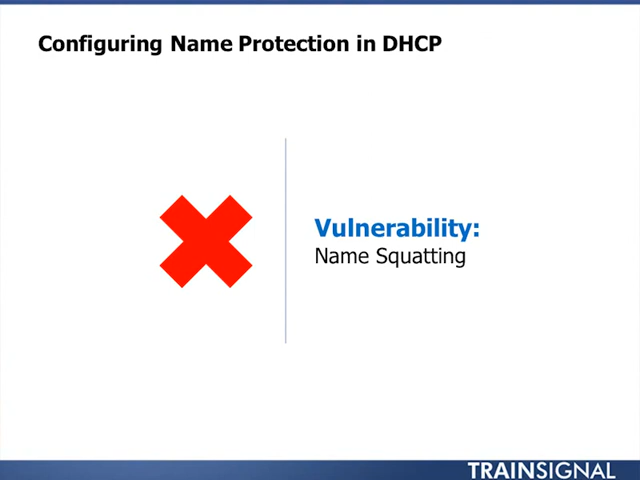 Configuring Name Protection in DHCP
Vulnerability:
Name Squatting
TRAINSIGNAL